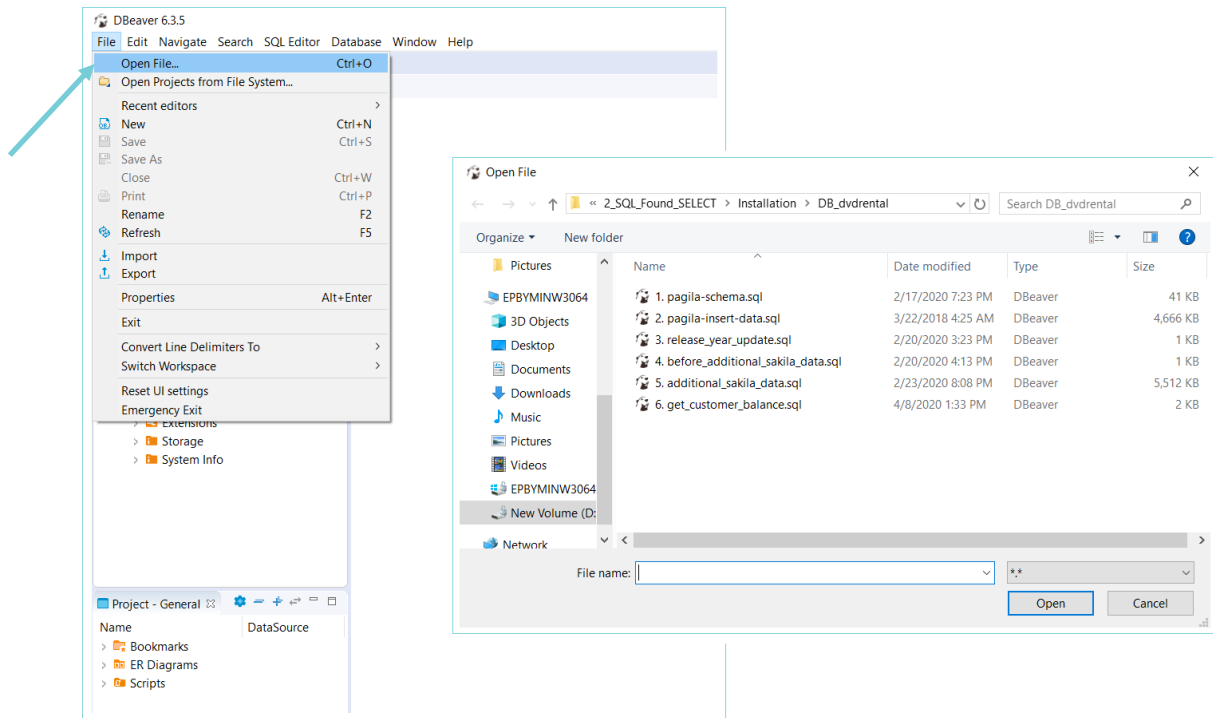 DBeaver 6.3.5
File Edit Navigate Search SQL Editor Database Window Help
Open File... Ctrl+O
Open Projects from File System...
Recent editors
New Ctrl+N
Save Ctrl+S
Save As
Close Ctrl+W
Print Ctrl+P
Rename F2
Refresh F5
Import
Export
Properties Alt+Enter
Exit
Convert Line Delimiters To
Switch Workspace
Reset UI settings
Emergency Exit
Extensions
Storage
System Info
Project - General
Name DataSource
Bookmarks
ER Diagrams
Scripts
Open File
« 2_SQL_Found_SELECT > Installation > DB_dvdrental Search DB_dvdrental
Organize New folder
Pictures
EPBYMINW3064
3D Objects
Desktop
Documents
Downloads
Music
Pictures
Videos
EPBYMINW3064
New Volume (D:
Network
Name Date modified Type Size
1. pagila-schema.sql 2/17/2020 7:23 PM DBeaver 41 KB
2. pagila-insert-data.sql 3/22/2018 4:25 AM DBeaver 4,666 KB
3. release_year_update.sql 2/20/2020 3:23 PM DBeaver 1 KB
4. before_additional_sakila_data.sql 2/20/2020 4:13 PM DBeaver 1 KB
5. additional_sakila_data.sql 2/23/2020 8:08 PM DBeaver 5,512 KB
6. get_customer_balance.sql 4/8/2020 1:33 PM DBeaver 2 KB
File name: *.*
Open Cancel